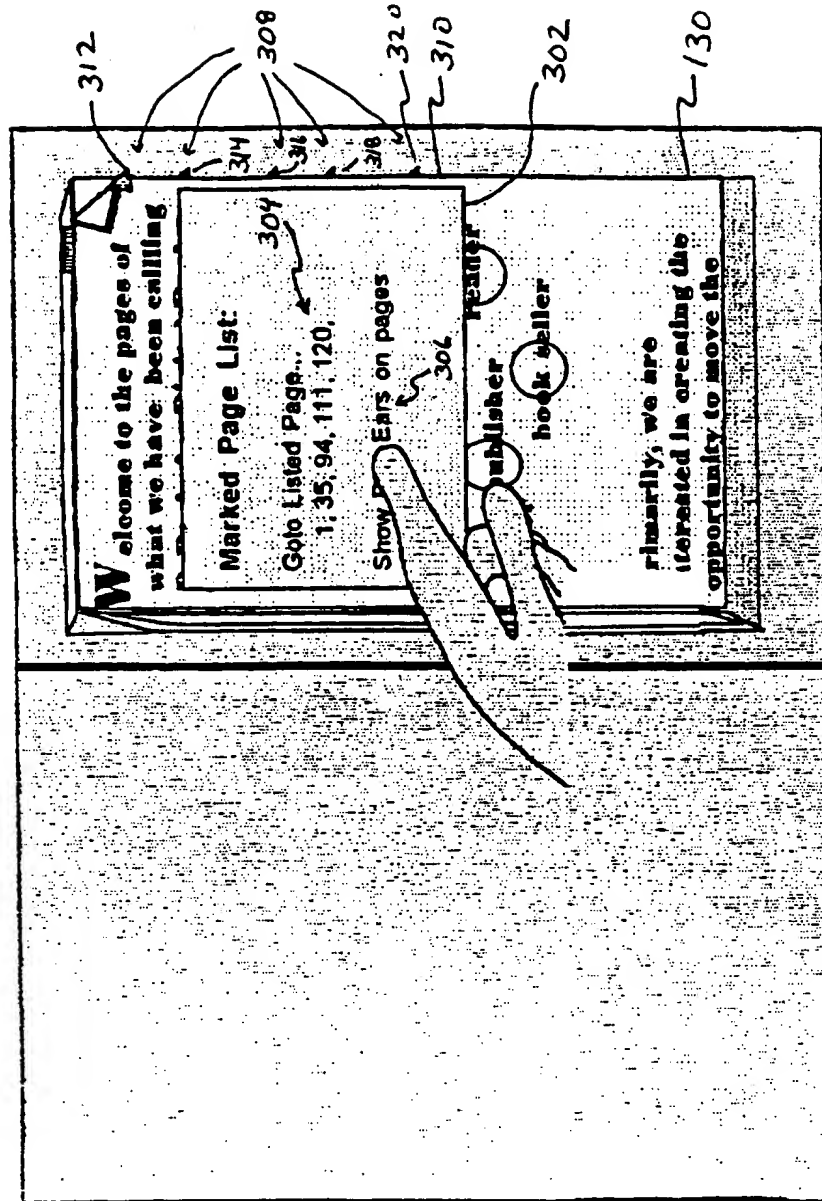 Welcome to the pages of
what we have been calliing
Marked Page List:
Goto Listed Page...
1, 35, 94, 111, 120,
Show Ears on pages
reader
publisher
book seller
rimarily, we are
terested in creating the
opportunity to move the
312
308
314
316
318
320
310
304
302
306
130